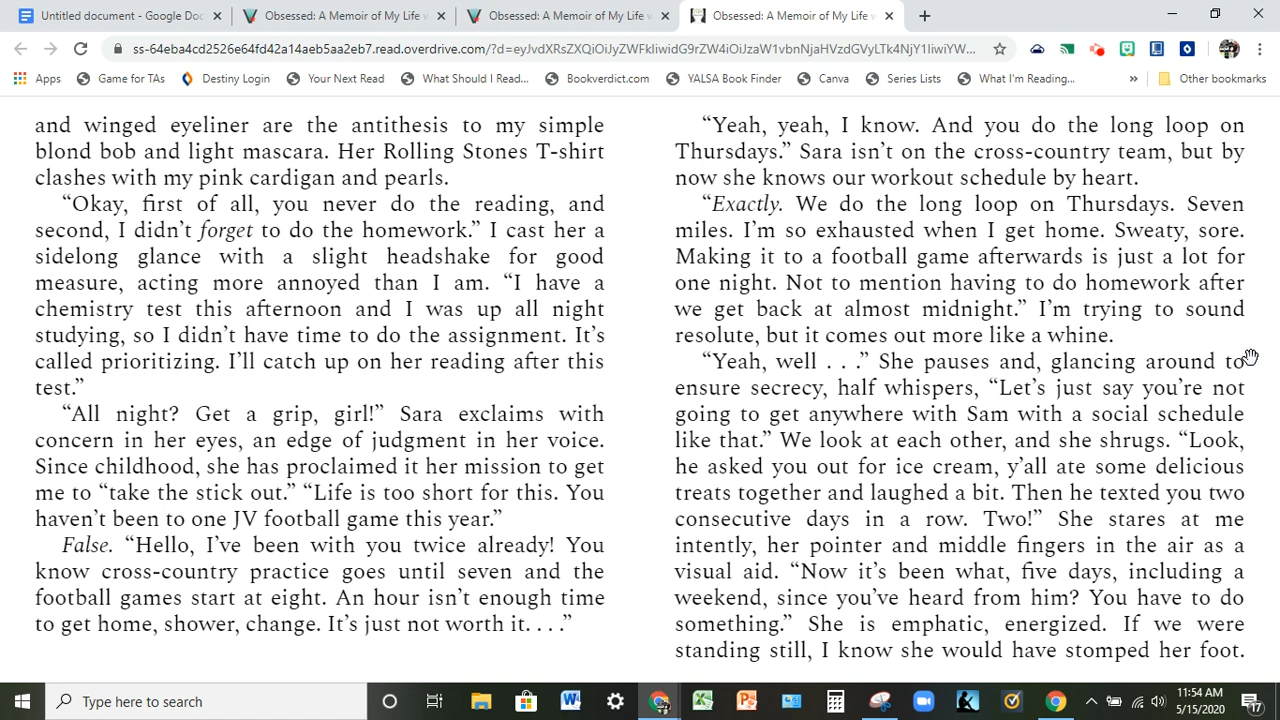 Untitled document - Google Doc
Obsessed: A Memoir of My Life w
Obsessed: A Memoir of My Life w
Obsessed: A Memoir of My Life w
ss-64eba4cd2526e64fd42a14aeb5aa2eb7.read.overdrive.com/?d=eyJvdXRsZXQiOiJyZWFkIiwidG9rZW4iOiJzaW1vbnNjaHVzdGVyLTk4NjY1IiwiYW...
Apps
Game for TAs
Destiny Login
Your Next Read
What Should I Read...
Bookverdict.com
YALSA Book Finder
Canva
Series Lists
What I'm Reading...
»
Other bookmarks
and winged eyeliner are the antithesis to my simple
blond bob and light mascara. Her Rolling Stones T-shirt
clashes with my pink cardigan and pearls.
“Okay, first of all, you never do the reading, and
second, I didn’t forget to do the homework.” I cast her a
sidelong glance with a slight headshake for good
measure, acting more annoyed than I am. “I have a
chemistry test this afternoon and I was up all night
studying, so I didn’t have time to do the assignment. It’s
called prioritizing. I’ll catch up on her reading after this
test.”
“All night? Get a grip, girl!” Sara exclaims with
concern in her eyes, an edge of judgment in her voice.
Since childhood, she has proclaimed it her mission to get
me to “take the stick out.” “Life is too short for this. You
haven’t been to one JV football game this year.”
False. “Hello, I’ve been with you twice already! You
know cross-country practice goes until seven and the
football games start at eight. An hour isn’t enough time
to get home, shower, change. It’s just not worth it. . . .”
“Yeah, yeah, I know. And you do the long loop on
Thursdays.” Sara isn’t on the cross-country team, but by
now she knows our workout schedule by heart.
“Exactly. We do the long loop on Thursdays. Seven
miles. I’m so exhausted when I get home. Sweaty, sore.
Making it to a football game afterwards is just a lot for
one night. Not to mention having to do homework after
we get back at almost midnight.” I’m trying to sound
resolute, but it comes out more like a whine.
“Yeah, well . . .” She pauses and, glancing around to
ensure secrecy, half whispers, “Let’s just say you’re not
going to get anywhere with Sam with a social schedule
like that.” We look at each other, and she shrugs. “Look,
he asked you out for ice cream, y’all ate some delicious
treats together and laughed a bit. Then he texted you two
consecutive days in a row. Two!” She stares at me
intently, her pointer and middle fingers in the air as a
visual aid. “Now it’s been what, five days, including a
weekend, since you’ve heard from him? You have to do
something.” She is emphatic, energized. If we were
standing still, I know she would have stomped her foot.
Type here to search
11:54 AM
5/15/2020
17